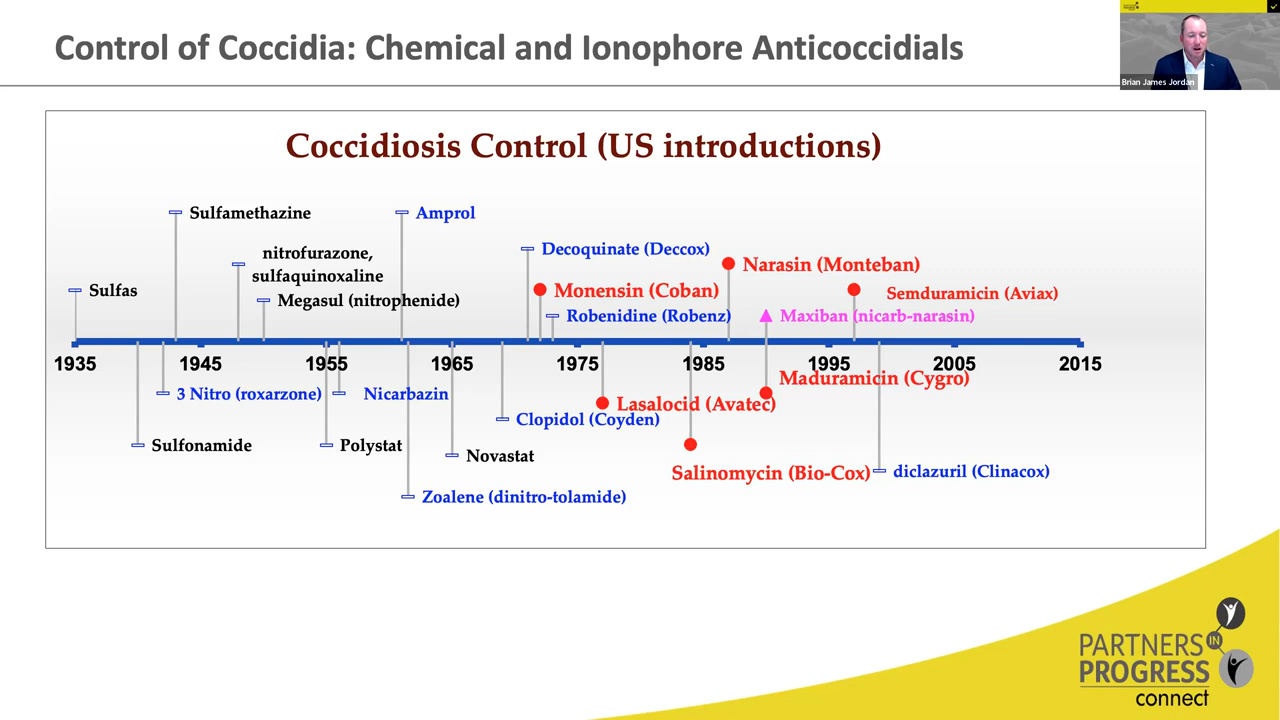 Control of Coccidia: Chemical and Ionophore Anticoccidials
Brian James Jordan
Coccidiosis Control (US introductions)
Sulfamethazine
Amprol
nitrofurazone,
sulfaquinoxaline
Decoquinate (Deccox)
Narasin (Monteban)
Sulfas
Megasul (nitrophenide)
Monensin (Coban)
Semduramicin (Aviax)
Robenidine (Robenz)
Maxiban (nicarb-narasin)
1935 1945 1955 1965 1975 1985 1995 2005 2015
Maduramicin (Cygro)
3 Nitro (roxarzone)
Nicarbazin
Lasalocid (Avatec)
Clopidol (Coyden)
Sulfonamide
Polystat
Novastat
Salinomycin (Bio-Cox)
diclazuril (Clinacox)
Zoalene (dinitro-tolamide)
PARTNERS
IN
PROGRESS
connect